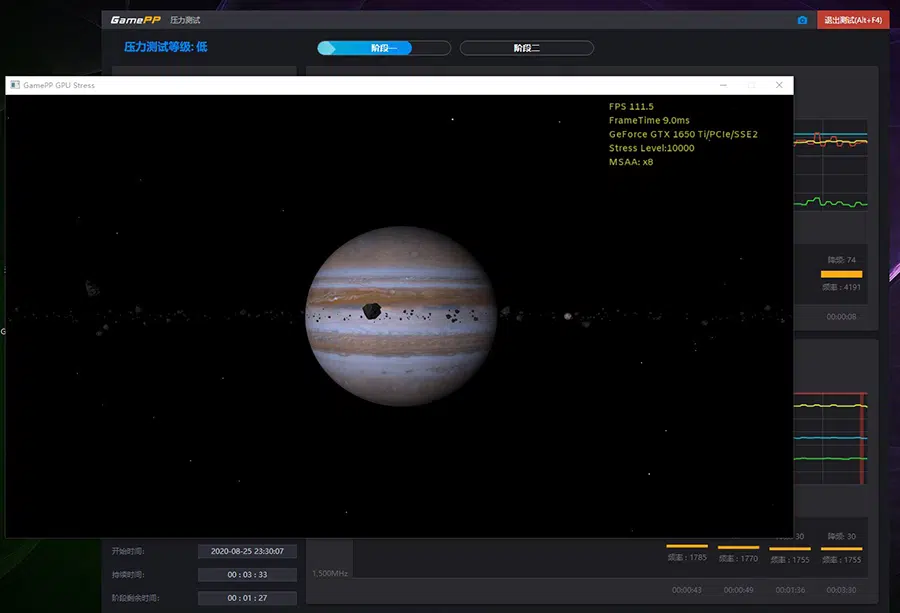 GamePP 压力测试
退出测试(Alt+F4)
压力测试等级: 低
阶段一
阶段二
GamePP GPU Stress
FPS 111.5
FrameTime 9.0ms
GeForce GTX 1650 Ti/PCIe/SSE2
Stress Level:10000
MSAA: x8
降频: 74
频率 : 4191
00:00:08
降频: 30
开始时间:
2020-08-25 23:30:07
持续时间:
00 : 03 : 33
阶段剩余时间:
00 : 01 : 27
1,500MHz
频率 : 1785
频率 : 1770
频率 : 1755
频率 : 1755
00:00:43
00:00:49
00:01:36
00:03:30